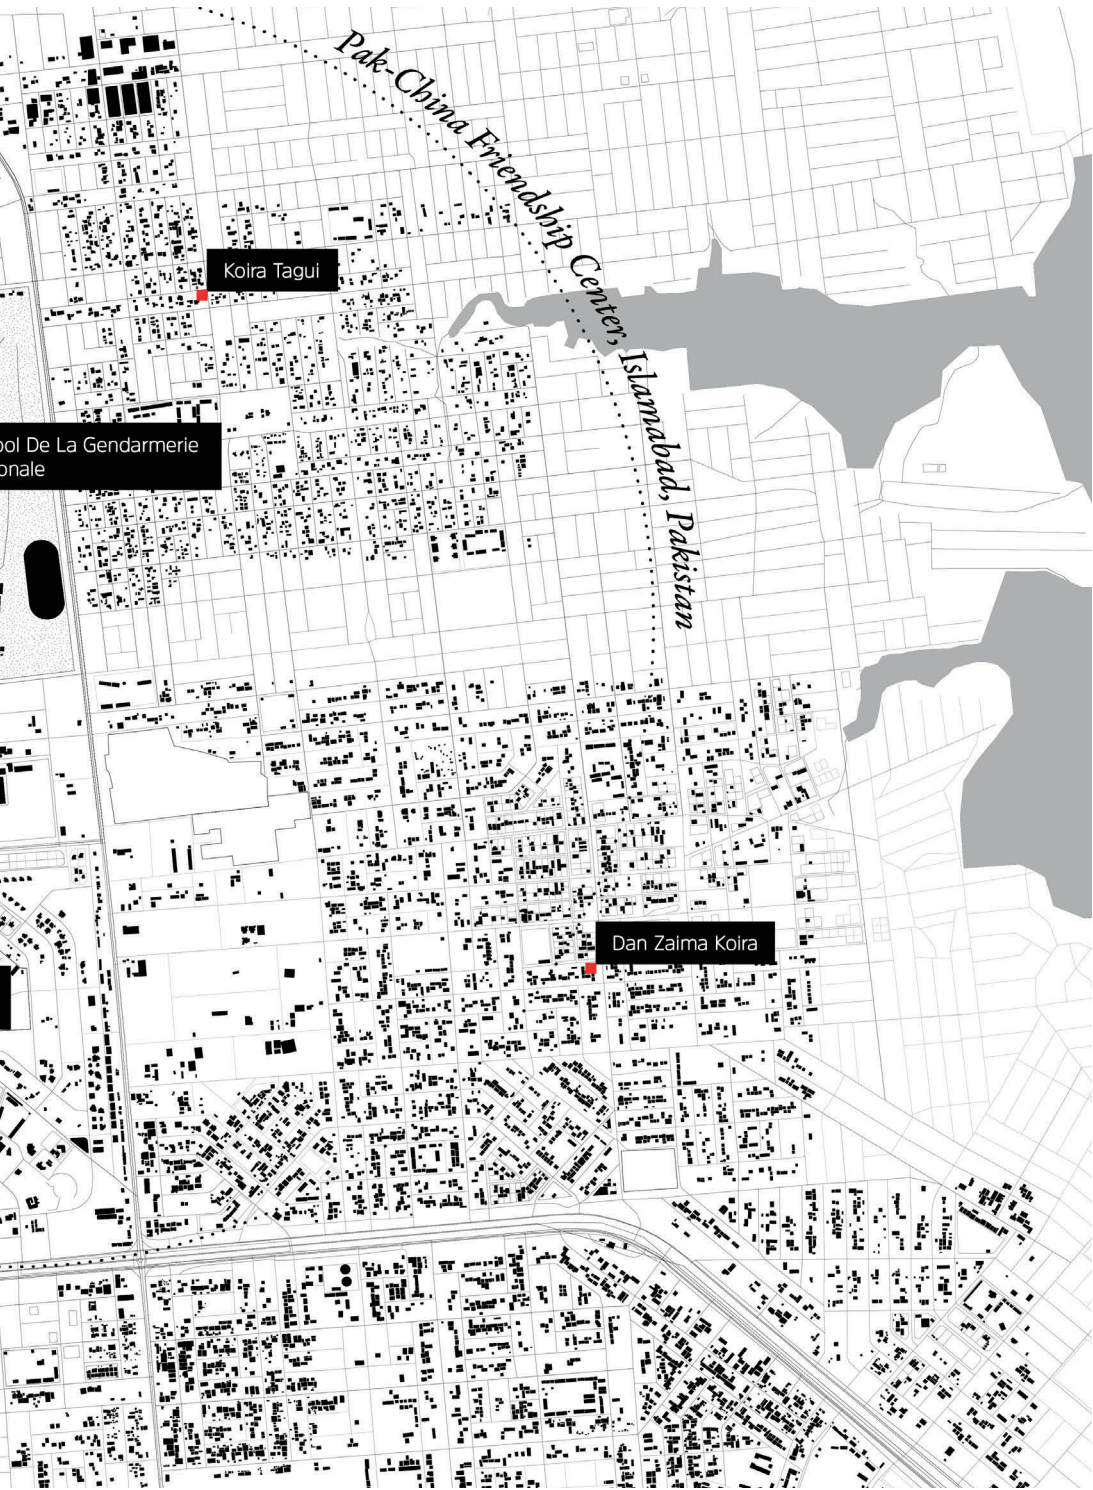 Pak-China Friendship Center, Islamabad, Pakistan
Koira Tagui
ool De La Gendarmerie
onale
Dan Zaima Koira